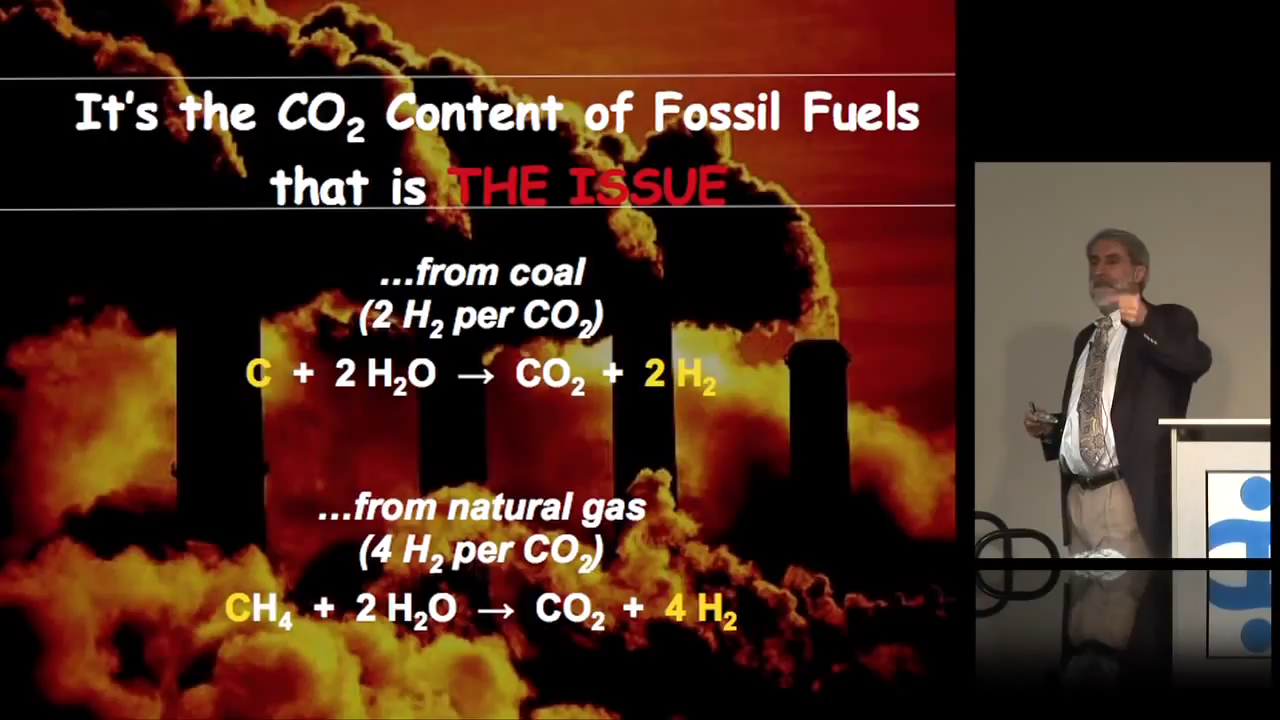 It's the CO₂ Content of Fossil Fuels
that is THE ISSUE
...from coal
(2 H₂ per CO₂)
C + 2 H₂O → CO₂ + 2 H₂
...from natural gas
(4 H₂ per CO₂)
CH₄ + 2 H₂O → CO₂ + 4 H₂